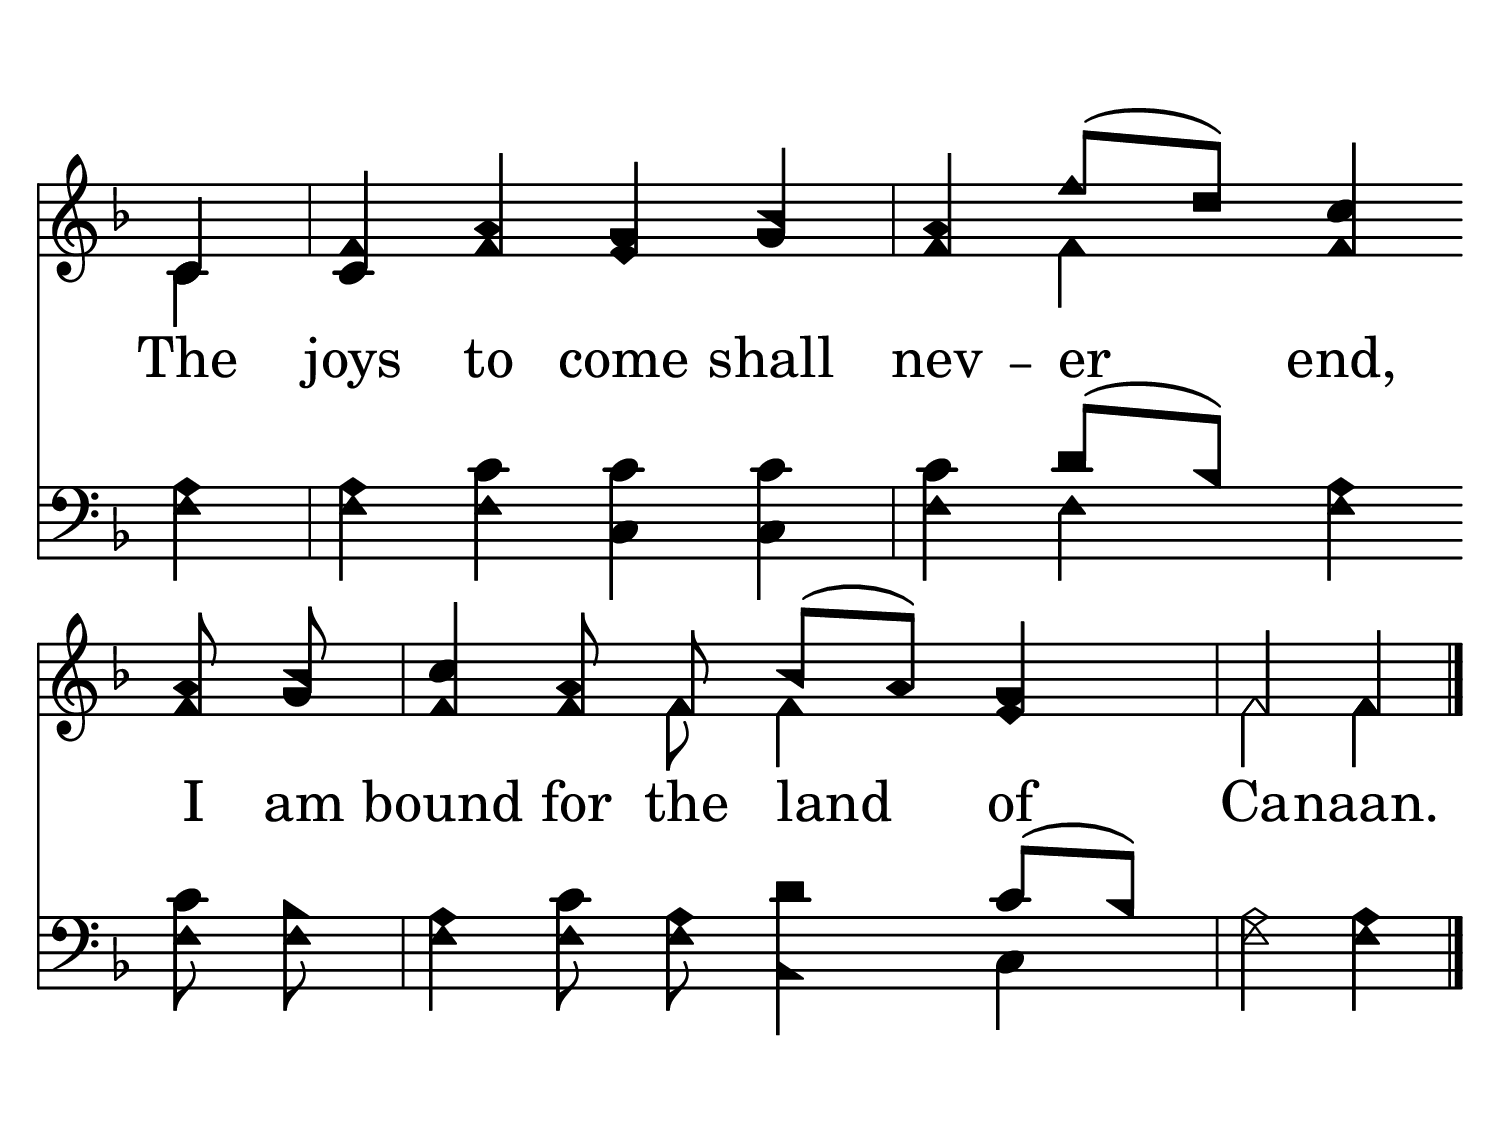 The joys to come shall nev – er end,
I am bound for the land of Canaan.